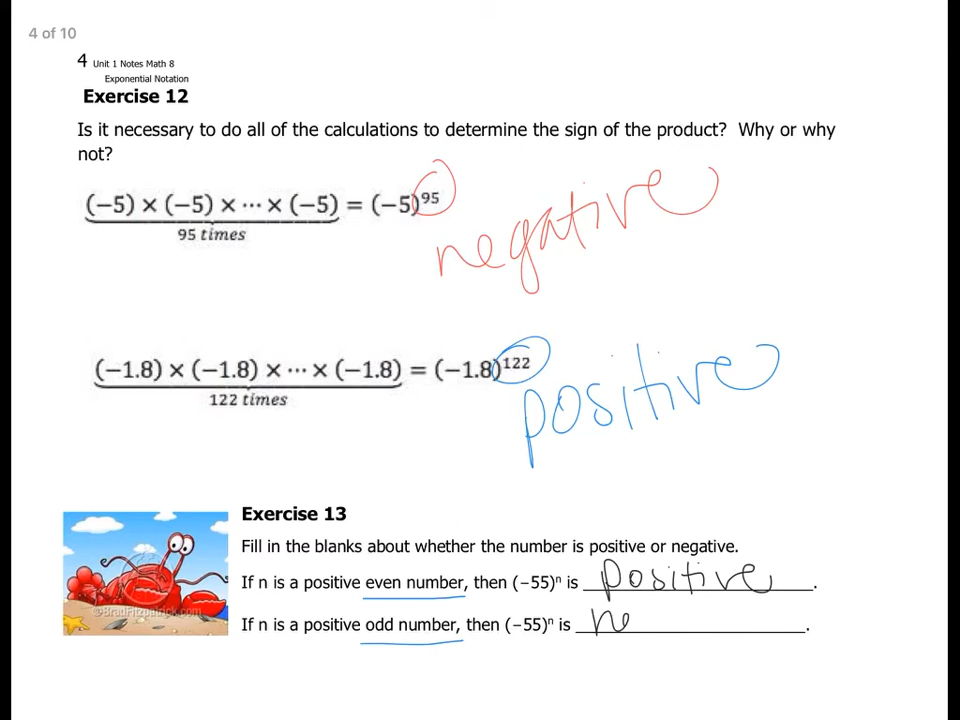 4 of 10
4 Unit 1 Notes Math 8
Exponential Notation
Exercise 12
Is it necessary to do all of the calculations to determine the sign of the product? Why or why
not?
(−5) × (−5) × ⋯ × (−5) = (−5)⁹⁵
95 times
negative
(−1.8) × (−1.8) × ⋯ × (−1.8) = (−1.8)¹²²
122 times
positive
Exercise 13
Fill in the blanks about whether the number is positive or negative.
If n is a positive even number, then (−55)ⁿ is positive.
If n is a positive odd number, then (−55)ⁿ is ne.
©BradFitzpatrick.com